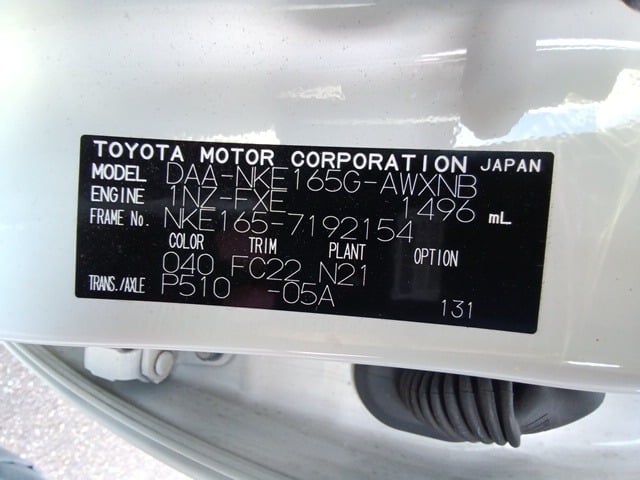 TOYOTA MOTOR CORPORATION JAPAN
MODEL DAA-NKE165G-AWXNB
ENGINE 1NZ-FXE 1496 mL
FRAME No. NKE165-7192154
COLOR TRIM PLANT OPTION
040 FC22 N21
TRANS./AXLE P510 -05A
131